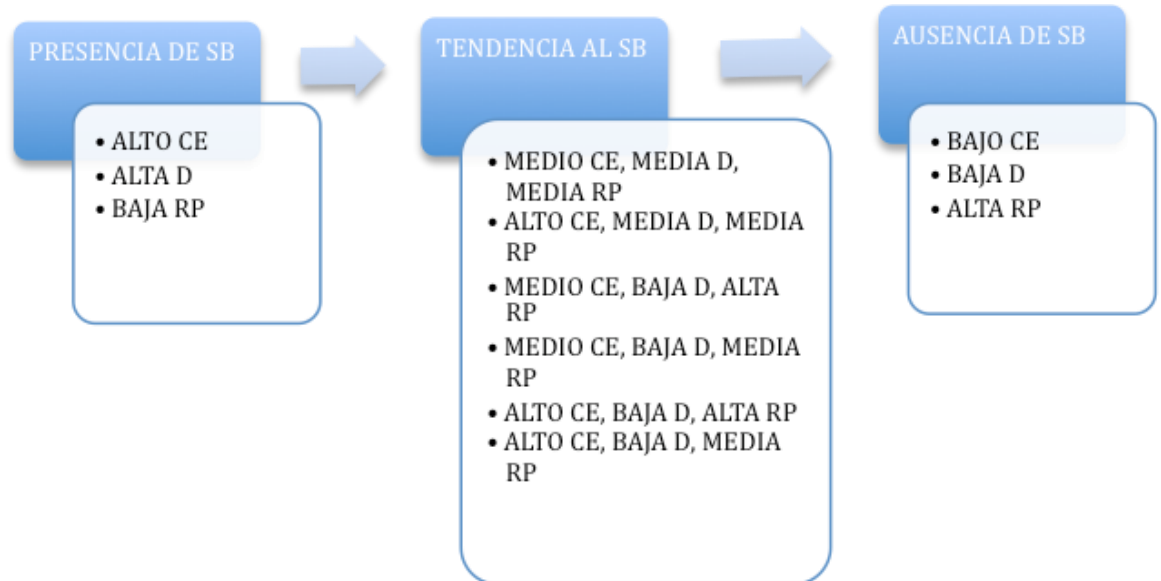 PRESENCIA DE SB
• ALTO CE
• ALTA D
• BAJA RP
TENDENCIA AL SB
• MEDIO CE, MEDIA D,
MEDIA RP
• ALTO CE, MEDIA D, MEDIA
RP
• MEDIO CE, BAJA D, ALTA
RP
• MEDIO CE, BAJA D, MEDIA
RP
• ALTO CE, BAJA D, ALTA RP
• ALTO CE, BAJA D, MEDIA
RP
AUSENCIA DE SB
• BAJO CE
• BAJA D
• ALTA RP